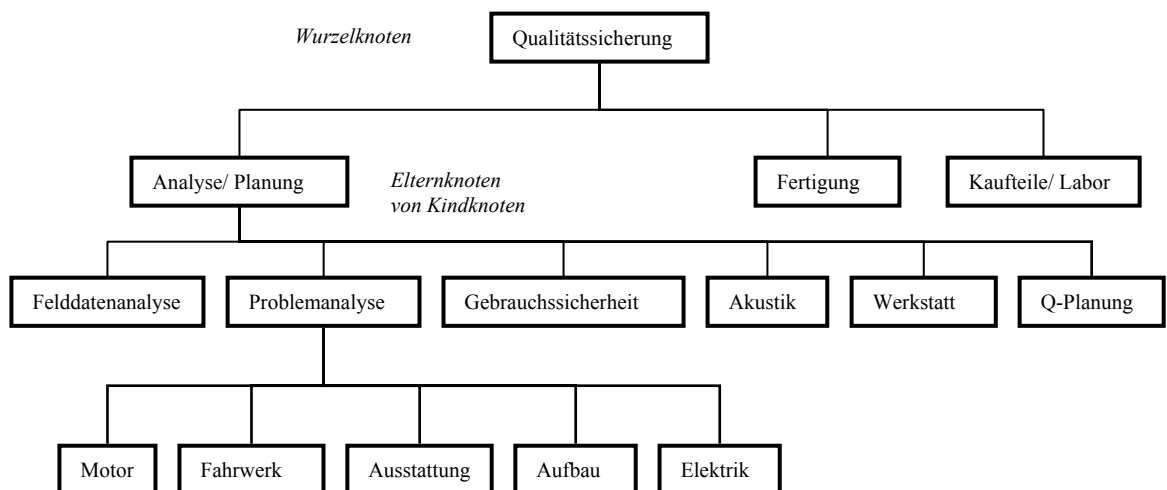 Wurzelknoten
Qualitätssicherung
Analyse/ Planung
Elternknoten
von Kindknoten
Fertigung
Kaufteile/ Labor
Felddatenanalyse
Problemanalyse
Gebrauchssicherheit
Akustik
Werkstatt
Q-Planung
Motor
Fahrwerk
Ausstattung
Aufbau
Elektrik